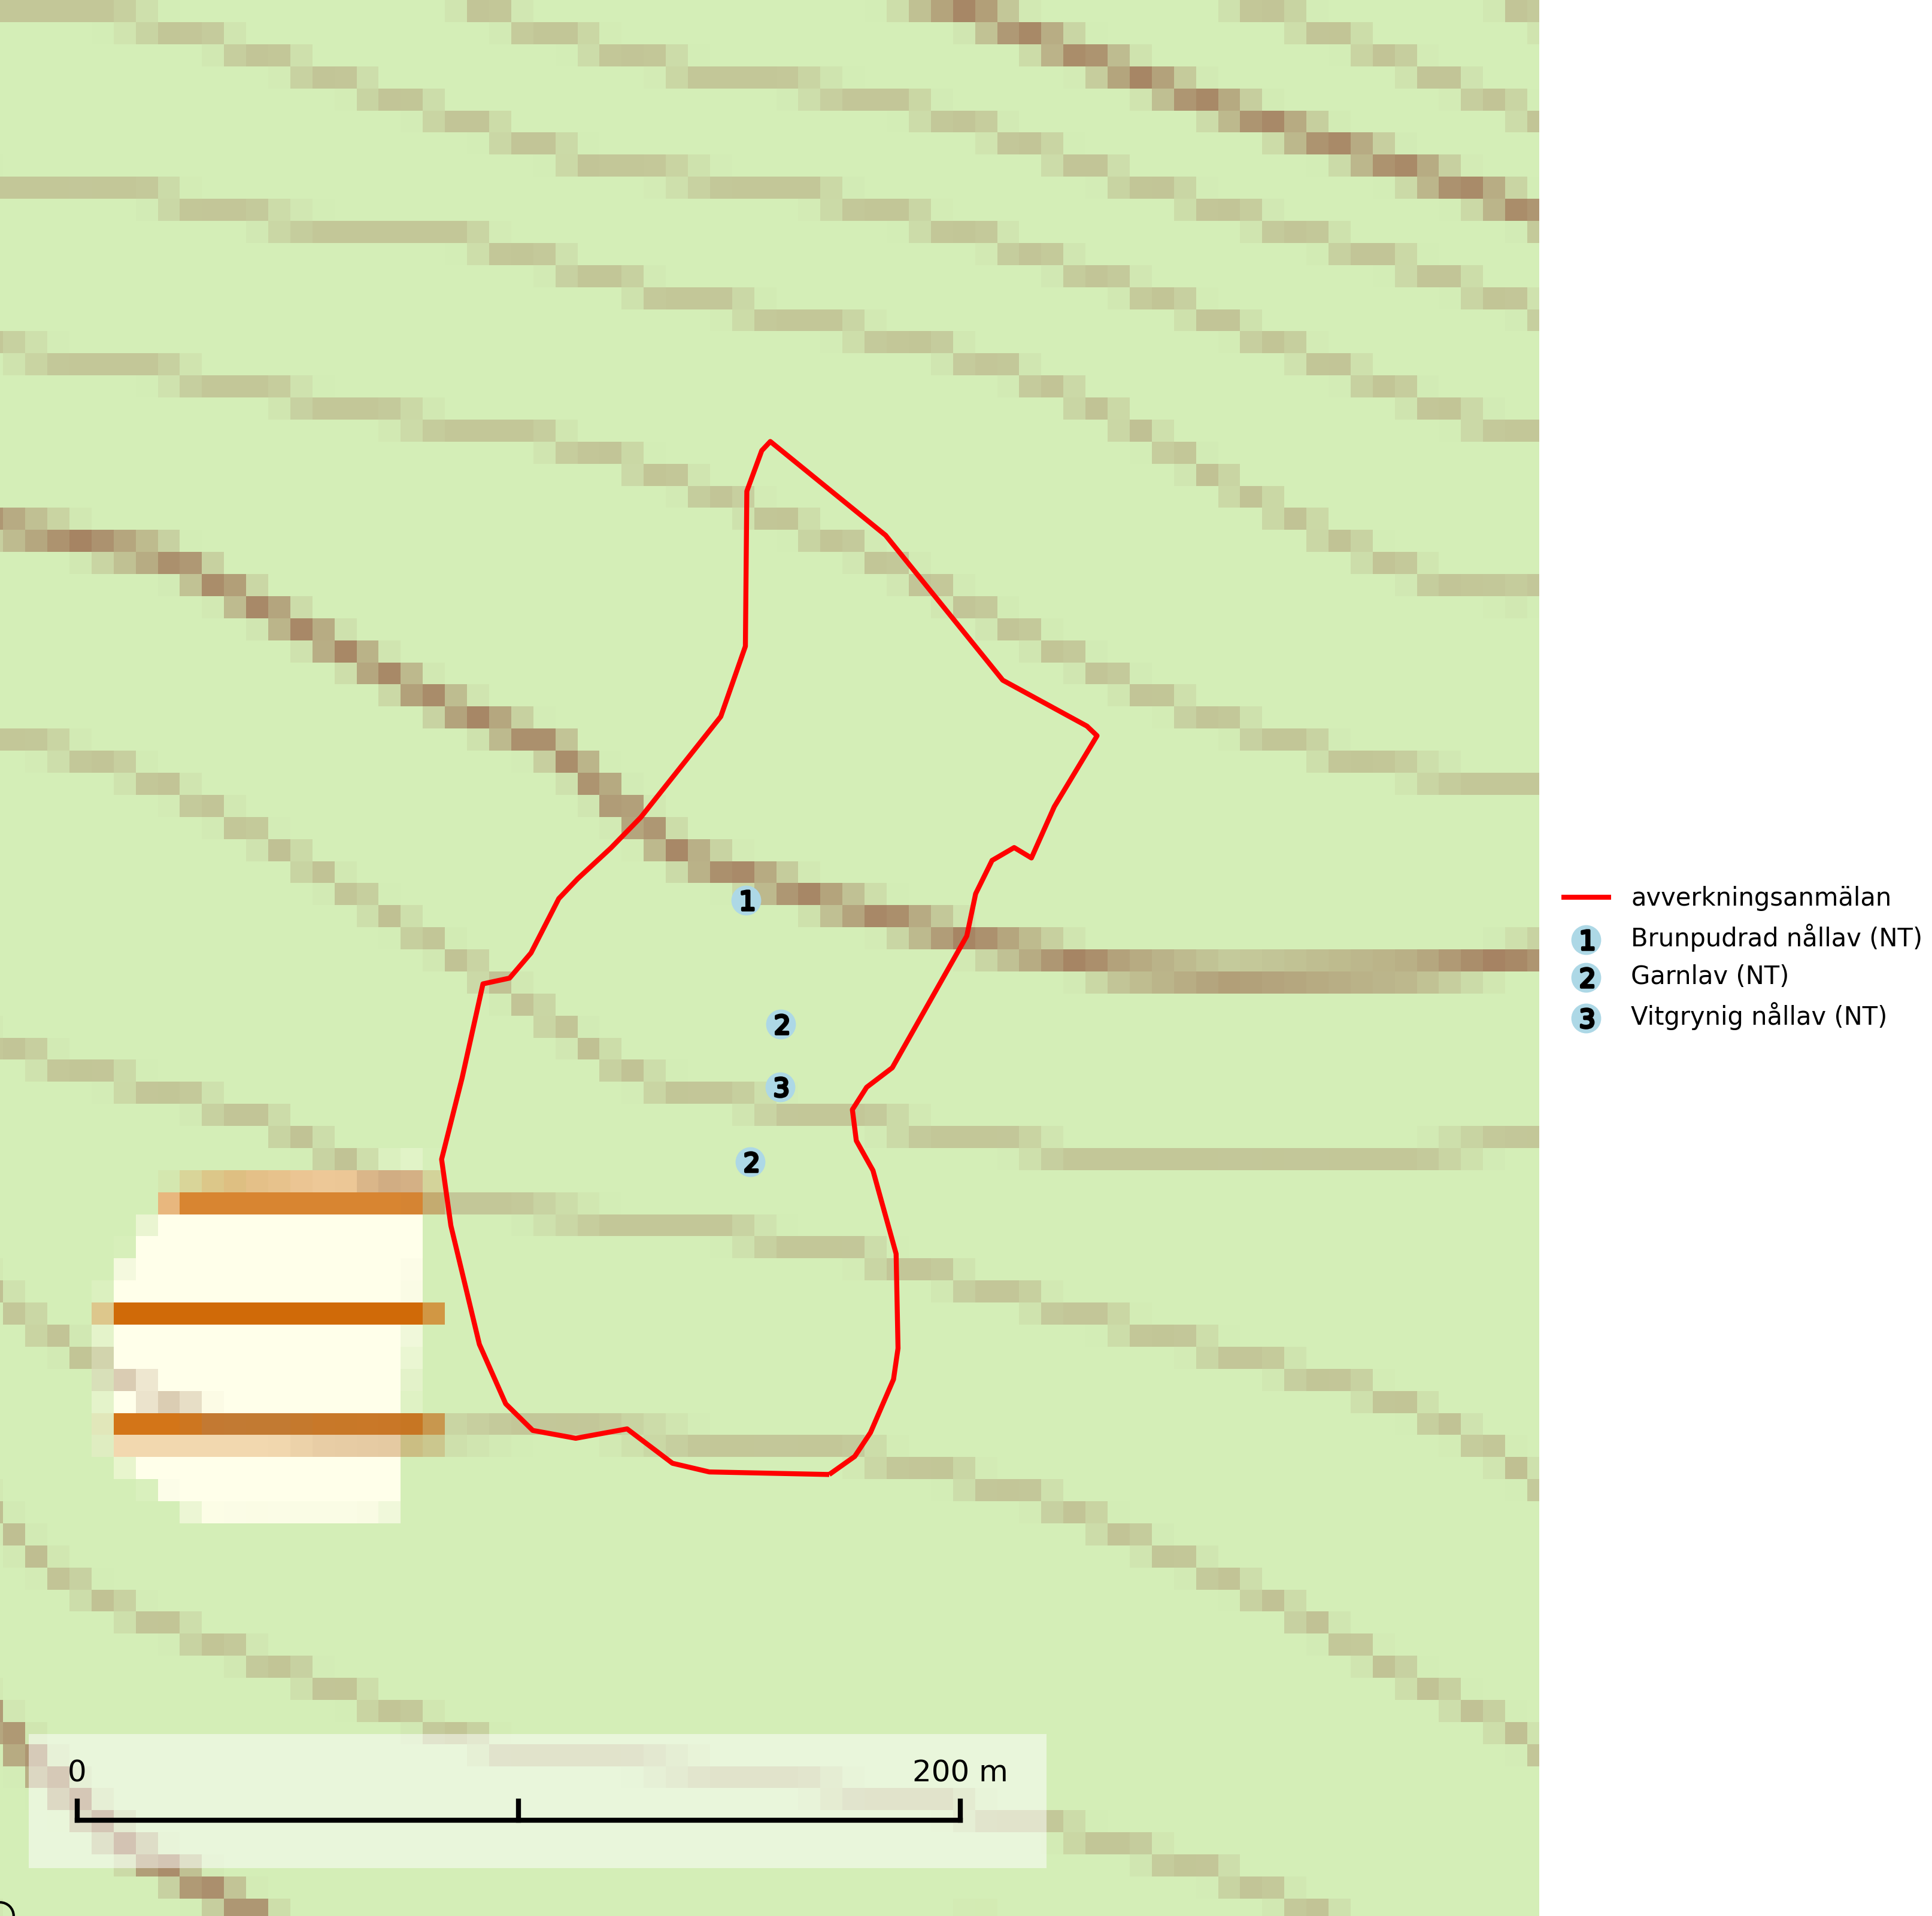 1
2
3
2
avverkningsanmälan
1 Brunpudrad nållav (NT)
2 Garnlav (NT)
3 Vitgrynig nållav (NT)
0 200 m